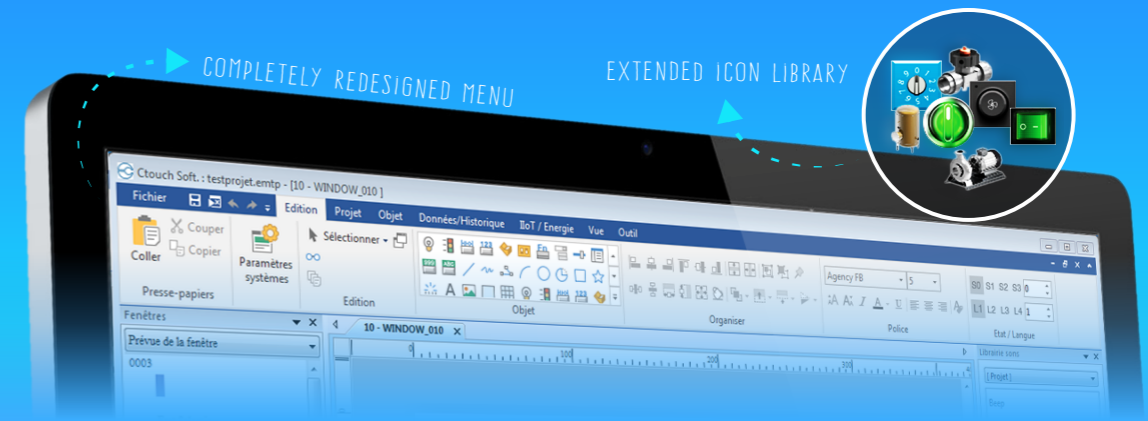 COMPLETELY REDESIGNED MENU
EXTENDED ICON LIBRARY
Ctouch Soft. : testprojet.emtp - [10 - WINDOW_010 ]
Fichier Edition Projet Objet Données/Historique IIoT / Energie Vue Outil
Coller
Couper
Copier
Presse-papiers
Paramètres
systèmes
Sélectionner
Edition
Objet
Organiser
Agency FB 5
Police
S0 S1 S2 S3 0
L1 L2 L3 L4 1
Etat / Langue
Fenêtres
Prévue de la fenêtre
0003
10 - WINDOW_010 x
0 100 200 300
Librairie sons
[Projet]
Beep